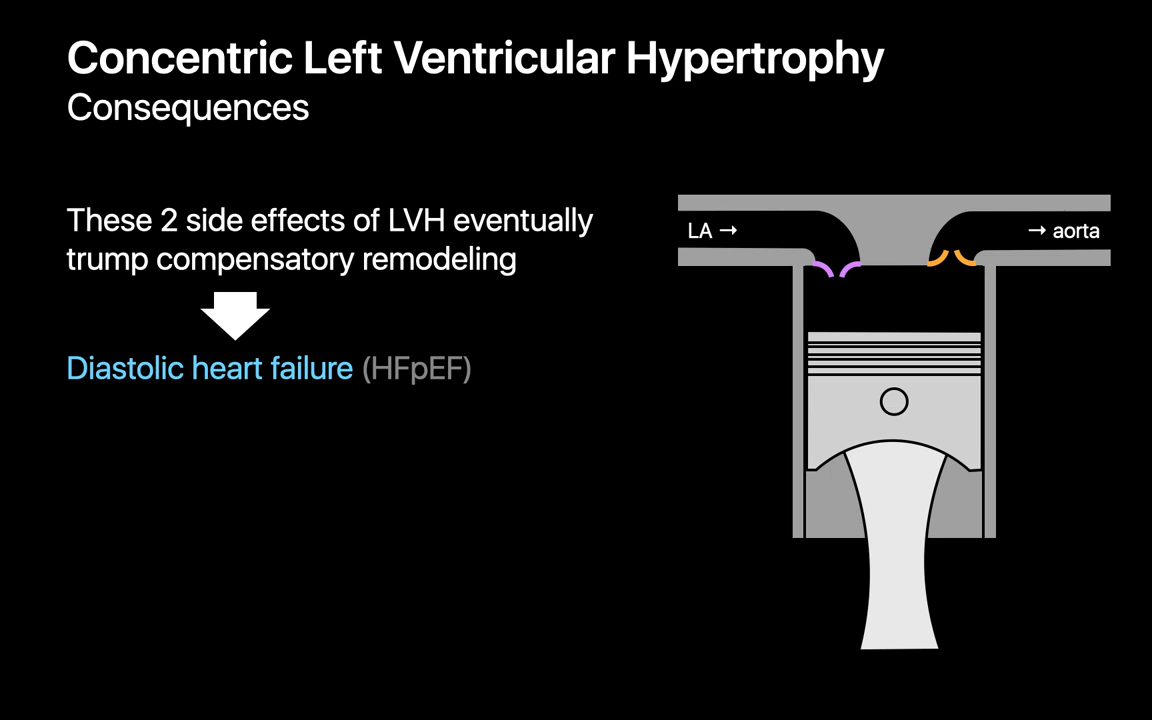 Concentric Left Ventricular Hypertrophy
Consequences
These 2 side effects of LVH eventually
trump compensatory remodeling
Diastolic heart failure (HFpEF)
LA →
→ aorta